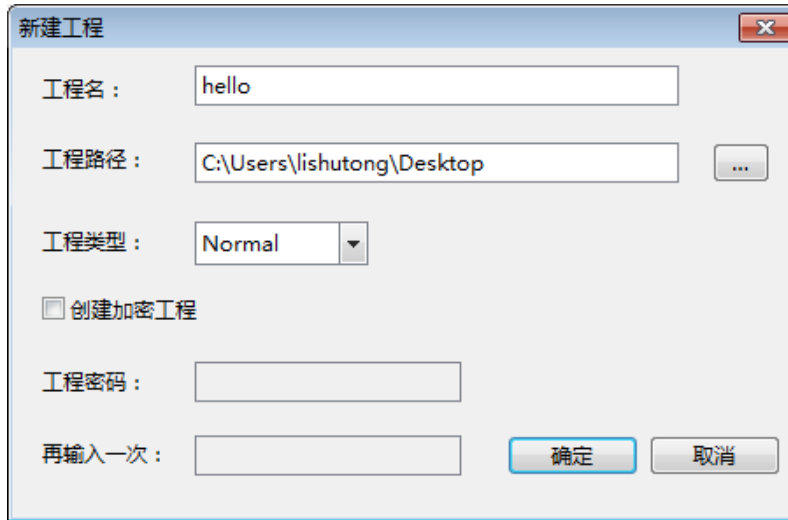 新建工程
工程名：
hello
工程路径：
C:\Users\lishutong\Desktop
...
工程类型：
Normal
创建加密工程
工程密码：
再输入一次：
确定
取消